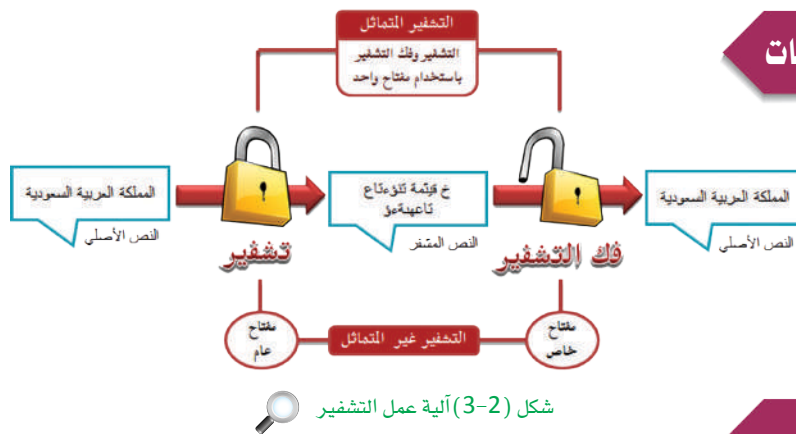 التشفير المتماثل
التشفير وفك التشفير
باستخدام مفتاح واحد
ات
المملكة العربية السعودية
النص الأصلي
تشفير
النص المشفر
فك التشفير
المملكة العربية السعودية
النص الأصلي
مفتاح
عام
التشفير غير المتماثل
مفتاح
خاص
شكل (2-3) آلية عمل التشفير